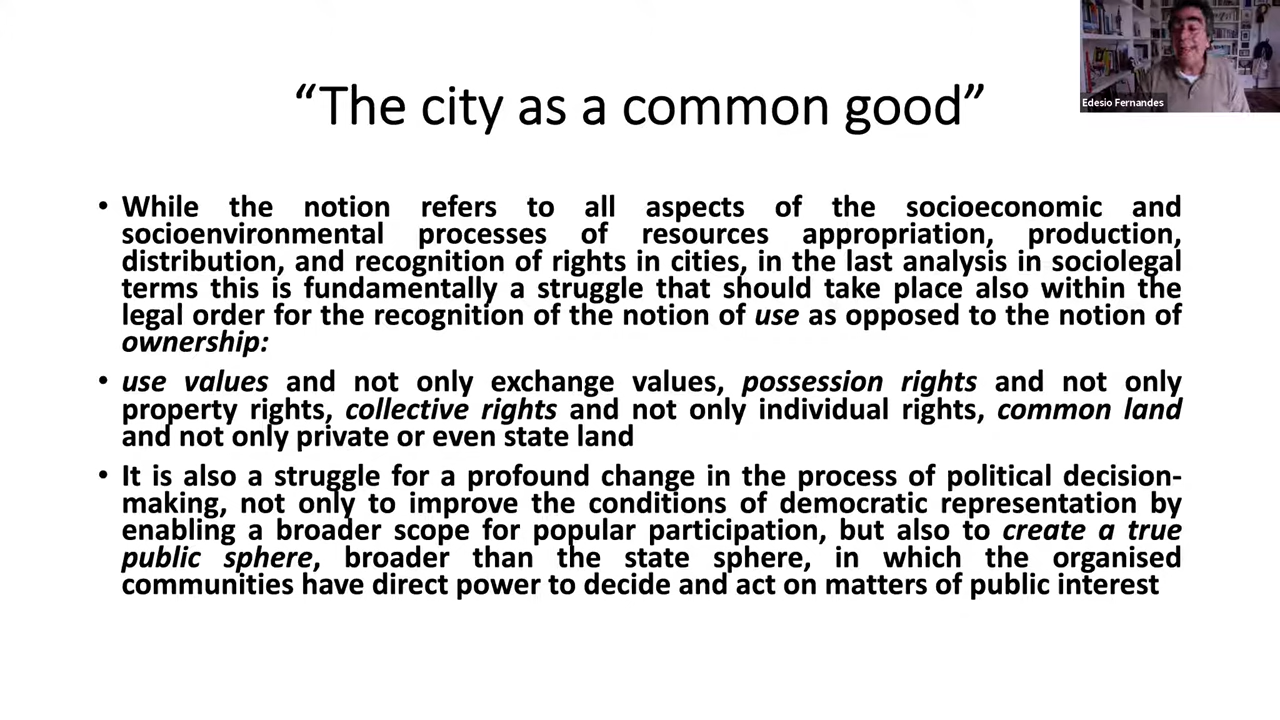 “The city as a common good”
Edesio Fernandes
• While the notion refers to all aspects of the socioeconomic and
socioenvironmental processes of resources appropriation, production,
distribution, and recognition of rights in cities, in the last analysis in sociolegal
terms this is fundamentally a struggle that should take place also within the
legal order for the recognition of the notion of use as opposed to the notion of
ownership:
• use values and not only exchange values, possession rights and not only
property rights, collective rights and not only individual rights, common land
and not only private or even state land
• It is also a struggle for a profound change in the process of political decision-
making, not only to improve the conditions of democratic representation by
enabling a broader scope for popular participation, but also to create a true
public sphere, broader than the state sphere, in which the organised
communities have direct power to decide and act on matters of public interest